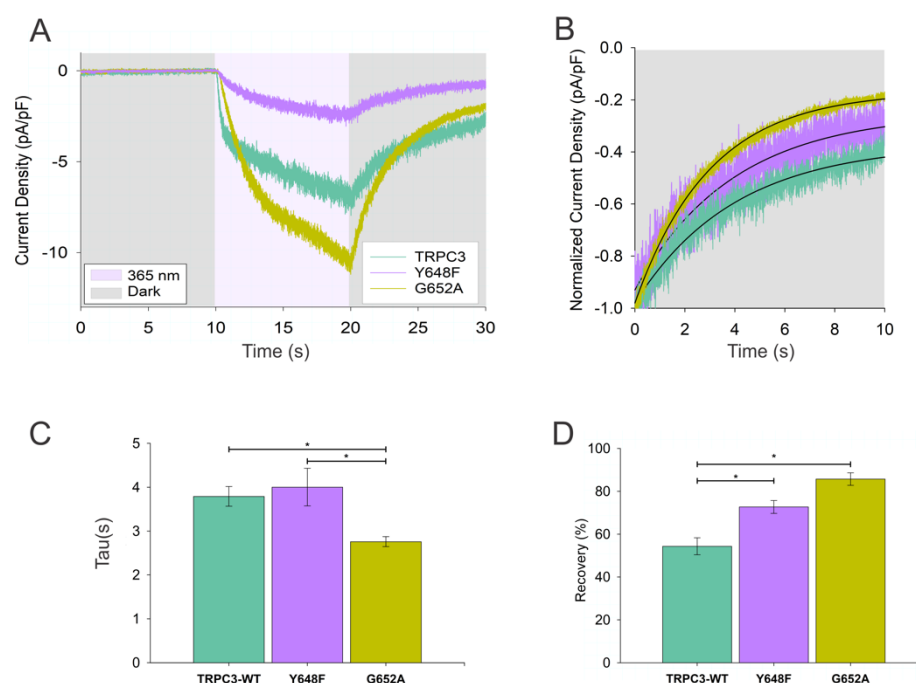 A
Current Density (pA/pF)
0
-5
-10
365 nm
Dark
TRPC3
Y648F
G652A
0 5 10 15 20 25 30
Time (s)
B
Normalized Current Density (pA/pF)
0.0
-0.2
-0.4
-0.6
-0.8
-1.0
0 2 4 6 8 10
Time (s)
C
Tau(s)
5
4
3
2
1
0
*
*
TRPC3-WT Y648F G652A
D
Recovery (%)
100
80
60
40
20
0
*
*
TRPC3-WT Y648F G652A